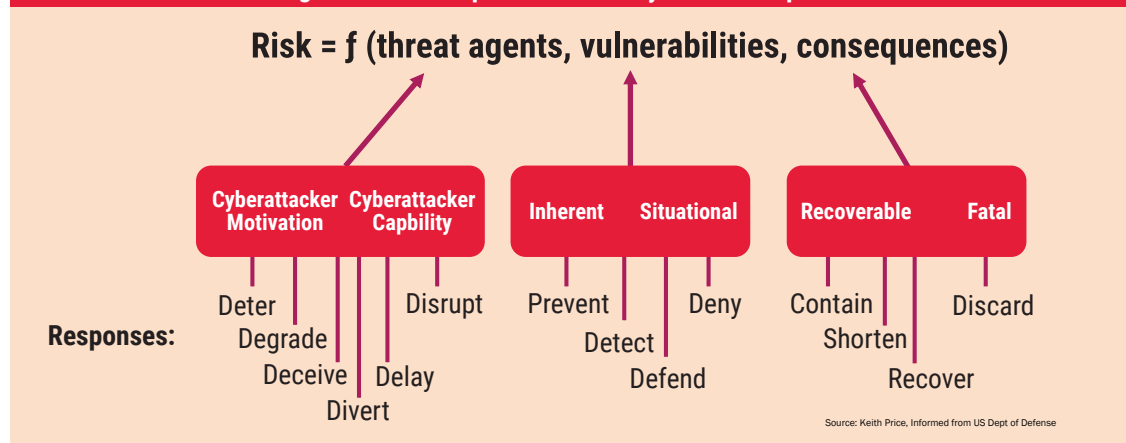 Risk = ƒ (threat agents, vulnerabilities, consequences)
Cyberattacker Motivation
Cyberattacker Capbility
Inherent
Situational
Recoverable
Fatal
Responses:
Deter
Degrade
Deceive
Divert
Delay
Disrupt
Prevent
Detect
Defend
Deny
Contain
Shorten
Recover
Discard
Source: Keith Price, Informed from US Dept of Defense